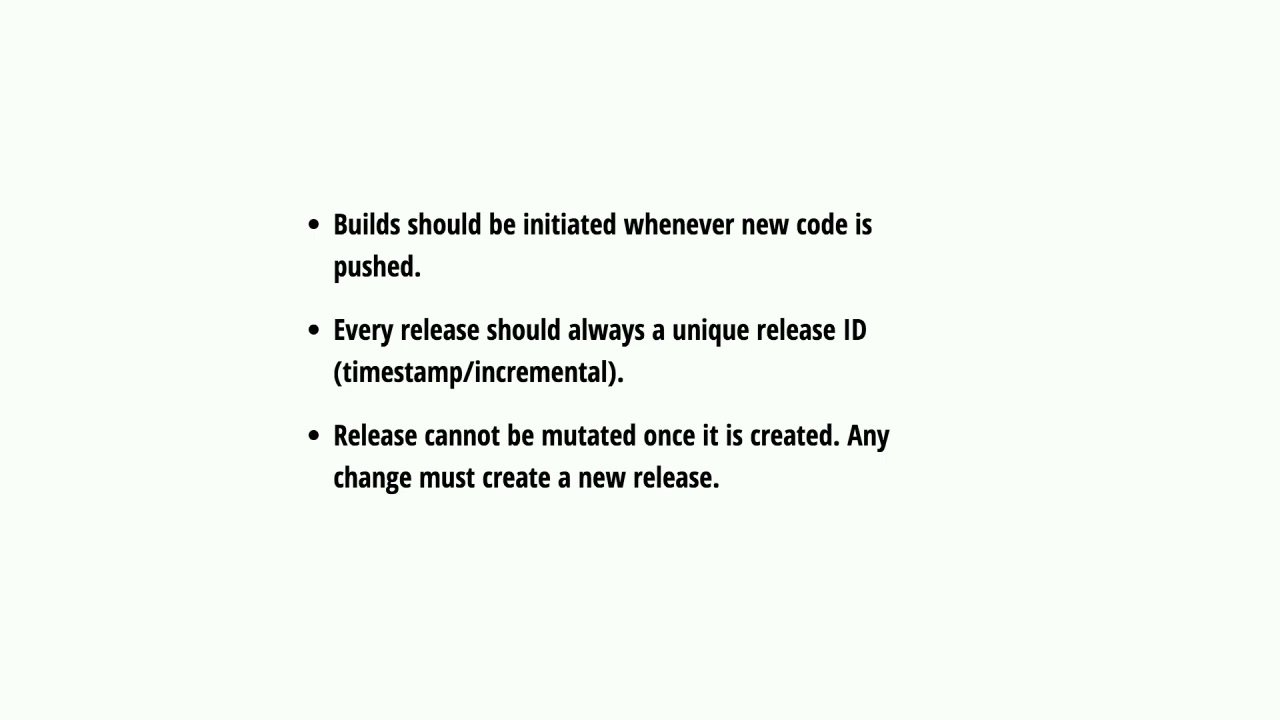 • Builds should be initiated whenever new code is
pushed.
• Every release should always a unique release ID
(timestamp/incremental).
• Release cannot be mutated once it is created. Any
change must create a new release.